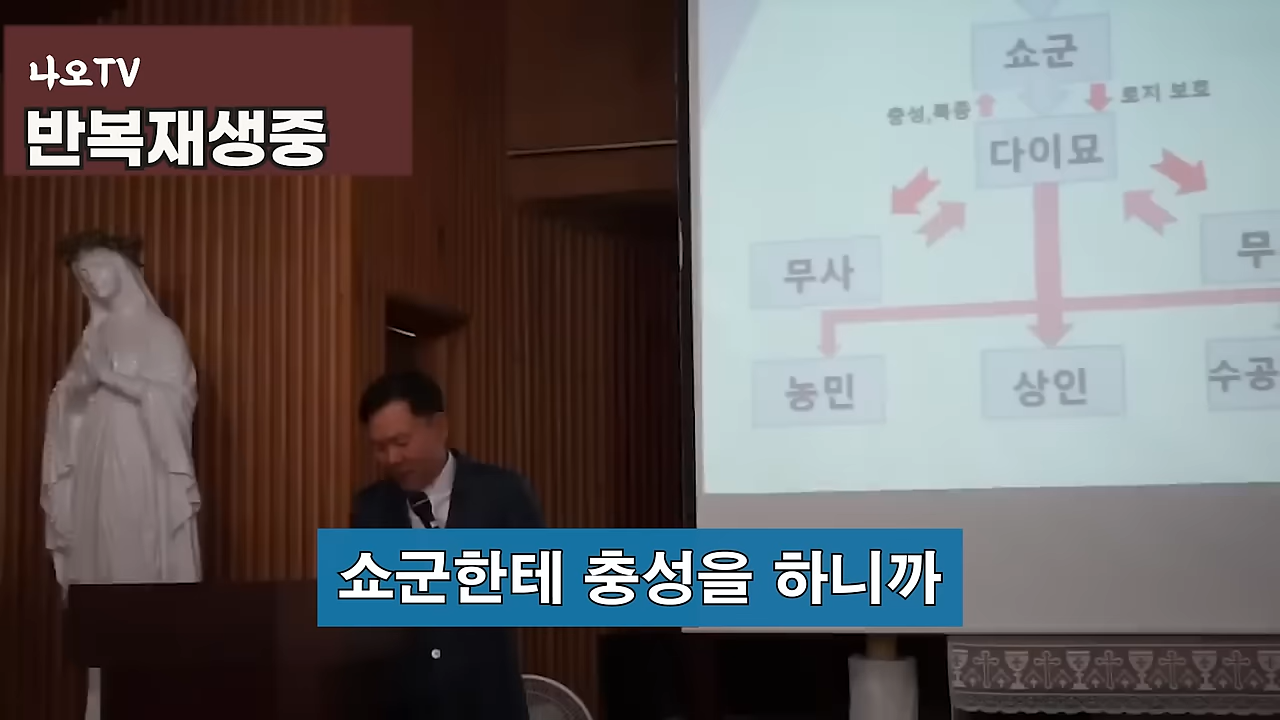 나오TV
반복재생중
쇼군
충성,복종
토지 보호
다이묘
무사
무
농민
상인
수공
쇼군한테 충성을 하니까